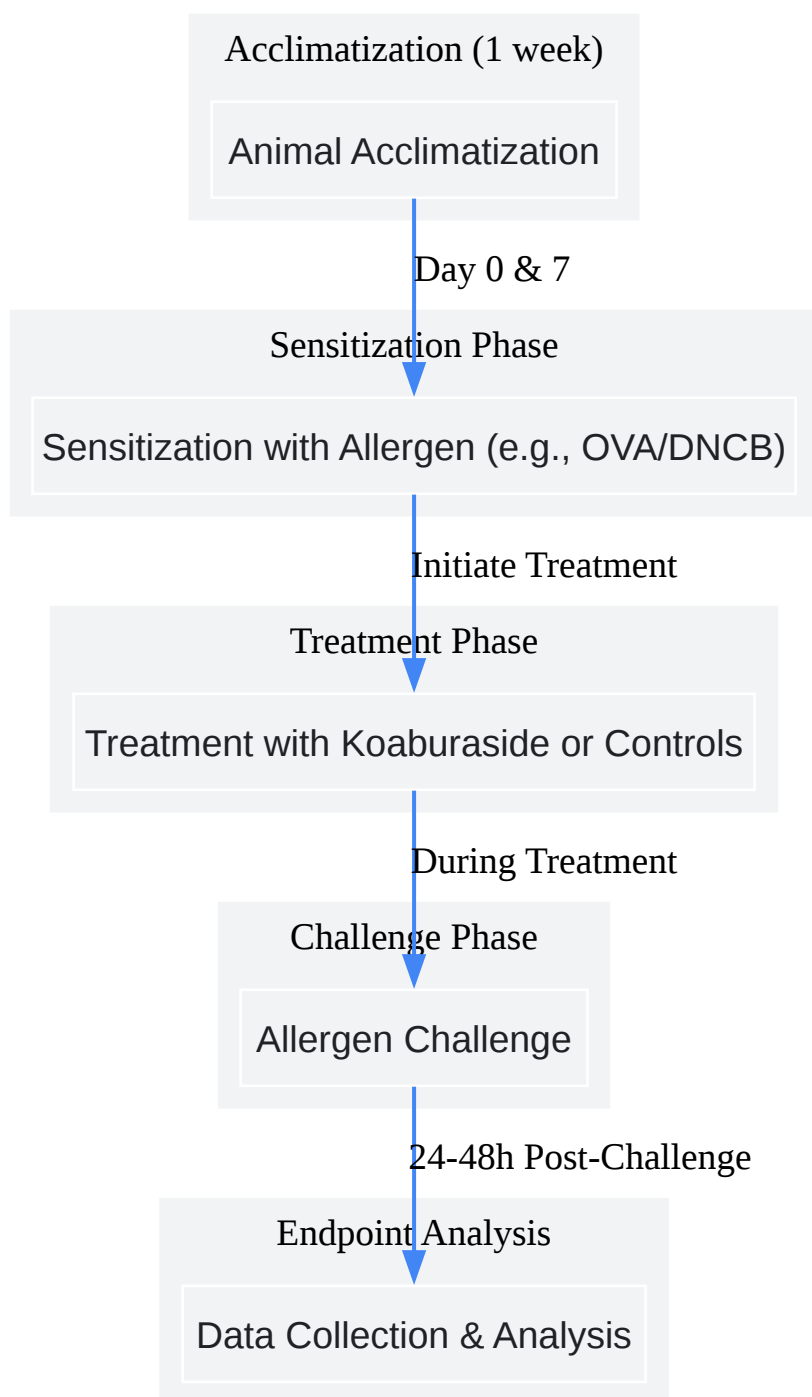 Acclimatization (1 week)
Animal Acclimatization
Day 0 & 7
Sensitization Phase
Sensitization with Allergen (e.g., OVA/DNCB)
Initiate Treatment
Treatment Phase
Treatment with Koaburaside or Controls
During Treatment
Challenge Phase
Allergen Challenge
24-48h Post-Challenge
Endpoint Analysis
Data Collection & Analysis